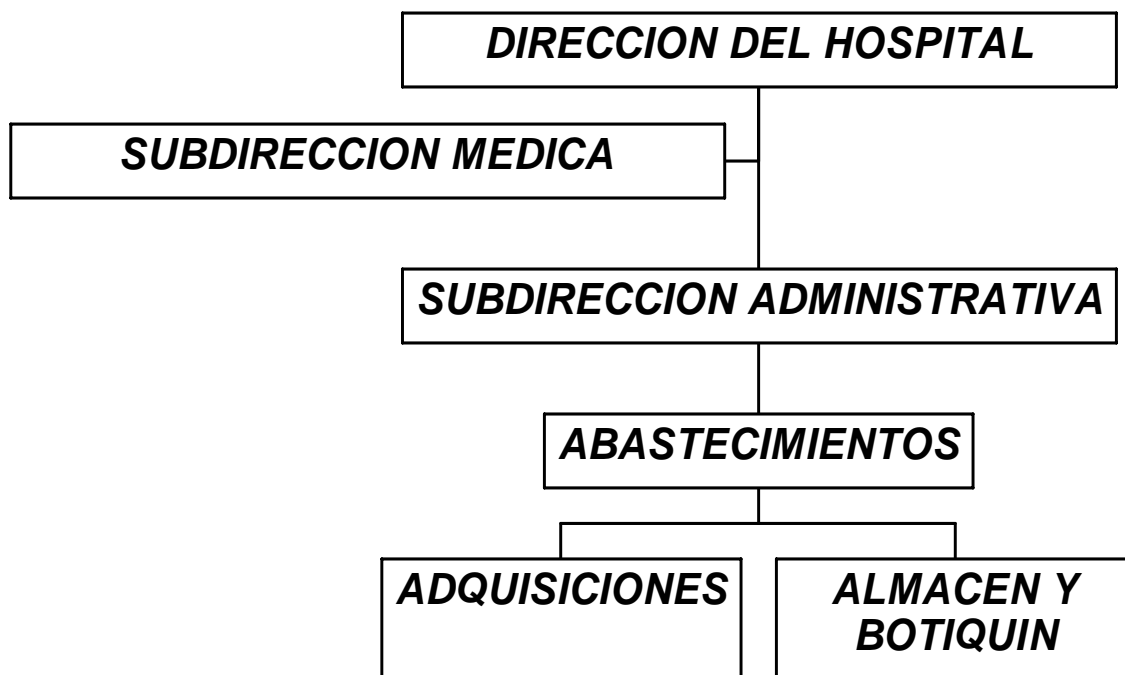 DIRECCION DEL HOSPITAL
SUBDIRECCION MEDICA
SUBDIRECCION ADMINISTRATIVA
ABASTECIMIENTOS
ADQUISICIONES
ALMACEN Y
BOTIQUIN